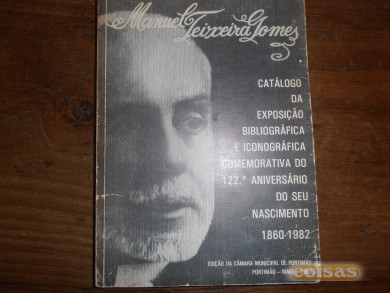 Manuel Teixeira Gomes
CATÁLOGO
DA
EXPOSIÇÃO
BIBLIOGRÁFICA
E ICONOGRÁFICA
COMEMORATIVA DO
122.º ANIVERSÁRIO
DO SEU
NASCIMENTO
1860-1982
EDIÇÃO DA CÂMARA MUNICIPAL DE PORTIMÃO
PORTIMÃO -
coisas